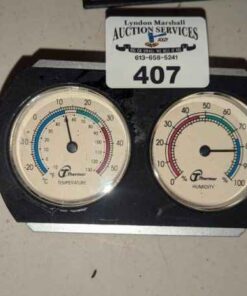 Lyndon Marshall
AUCTION SERVICES
613-656-5241
407
-20
-10
0
10
20
30
40
50
°C
°F
Thermor
TEMPERATURE
0
10
20
30
40
50
60
70
80
90
100
%
%
Thermor
HUMIDITY